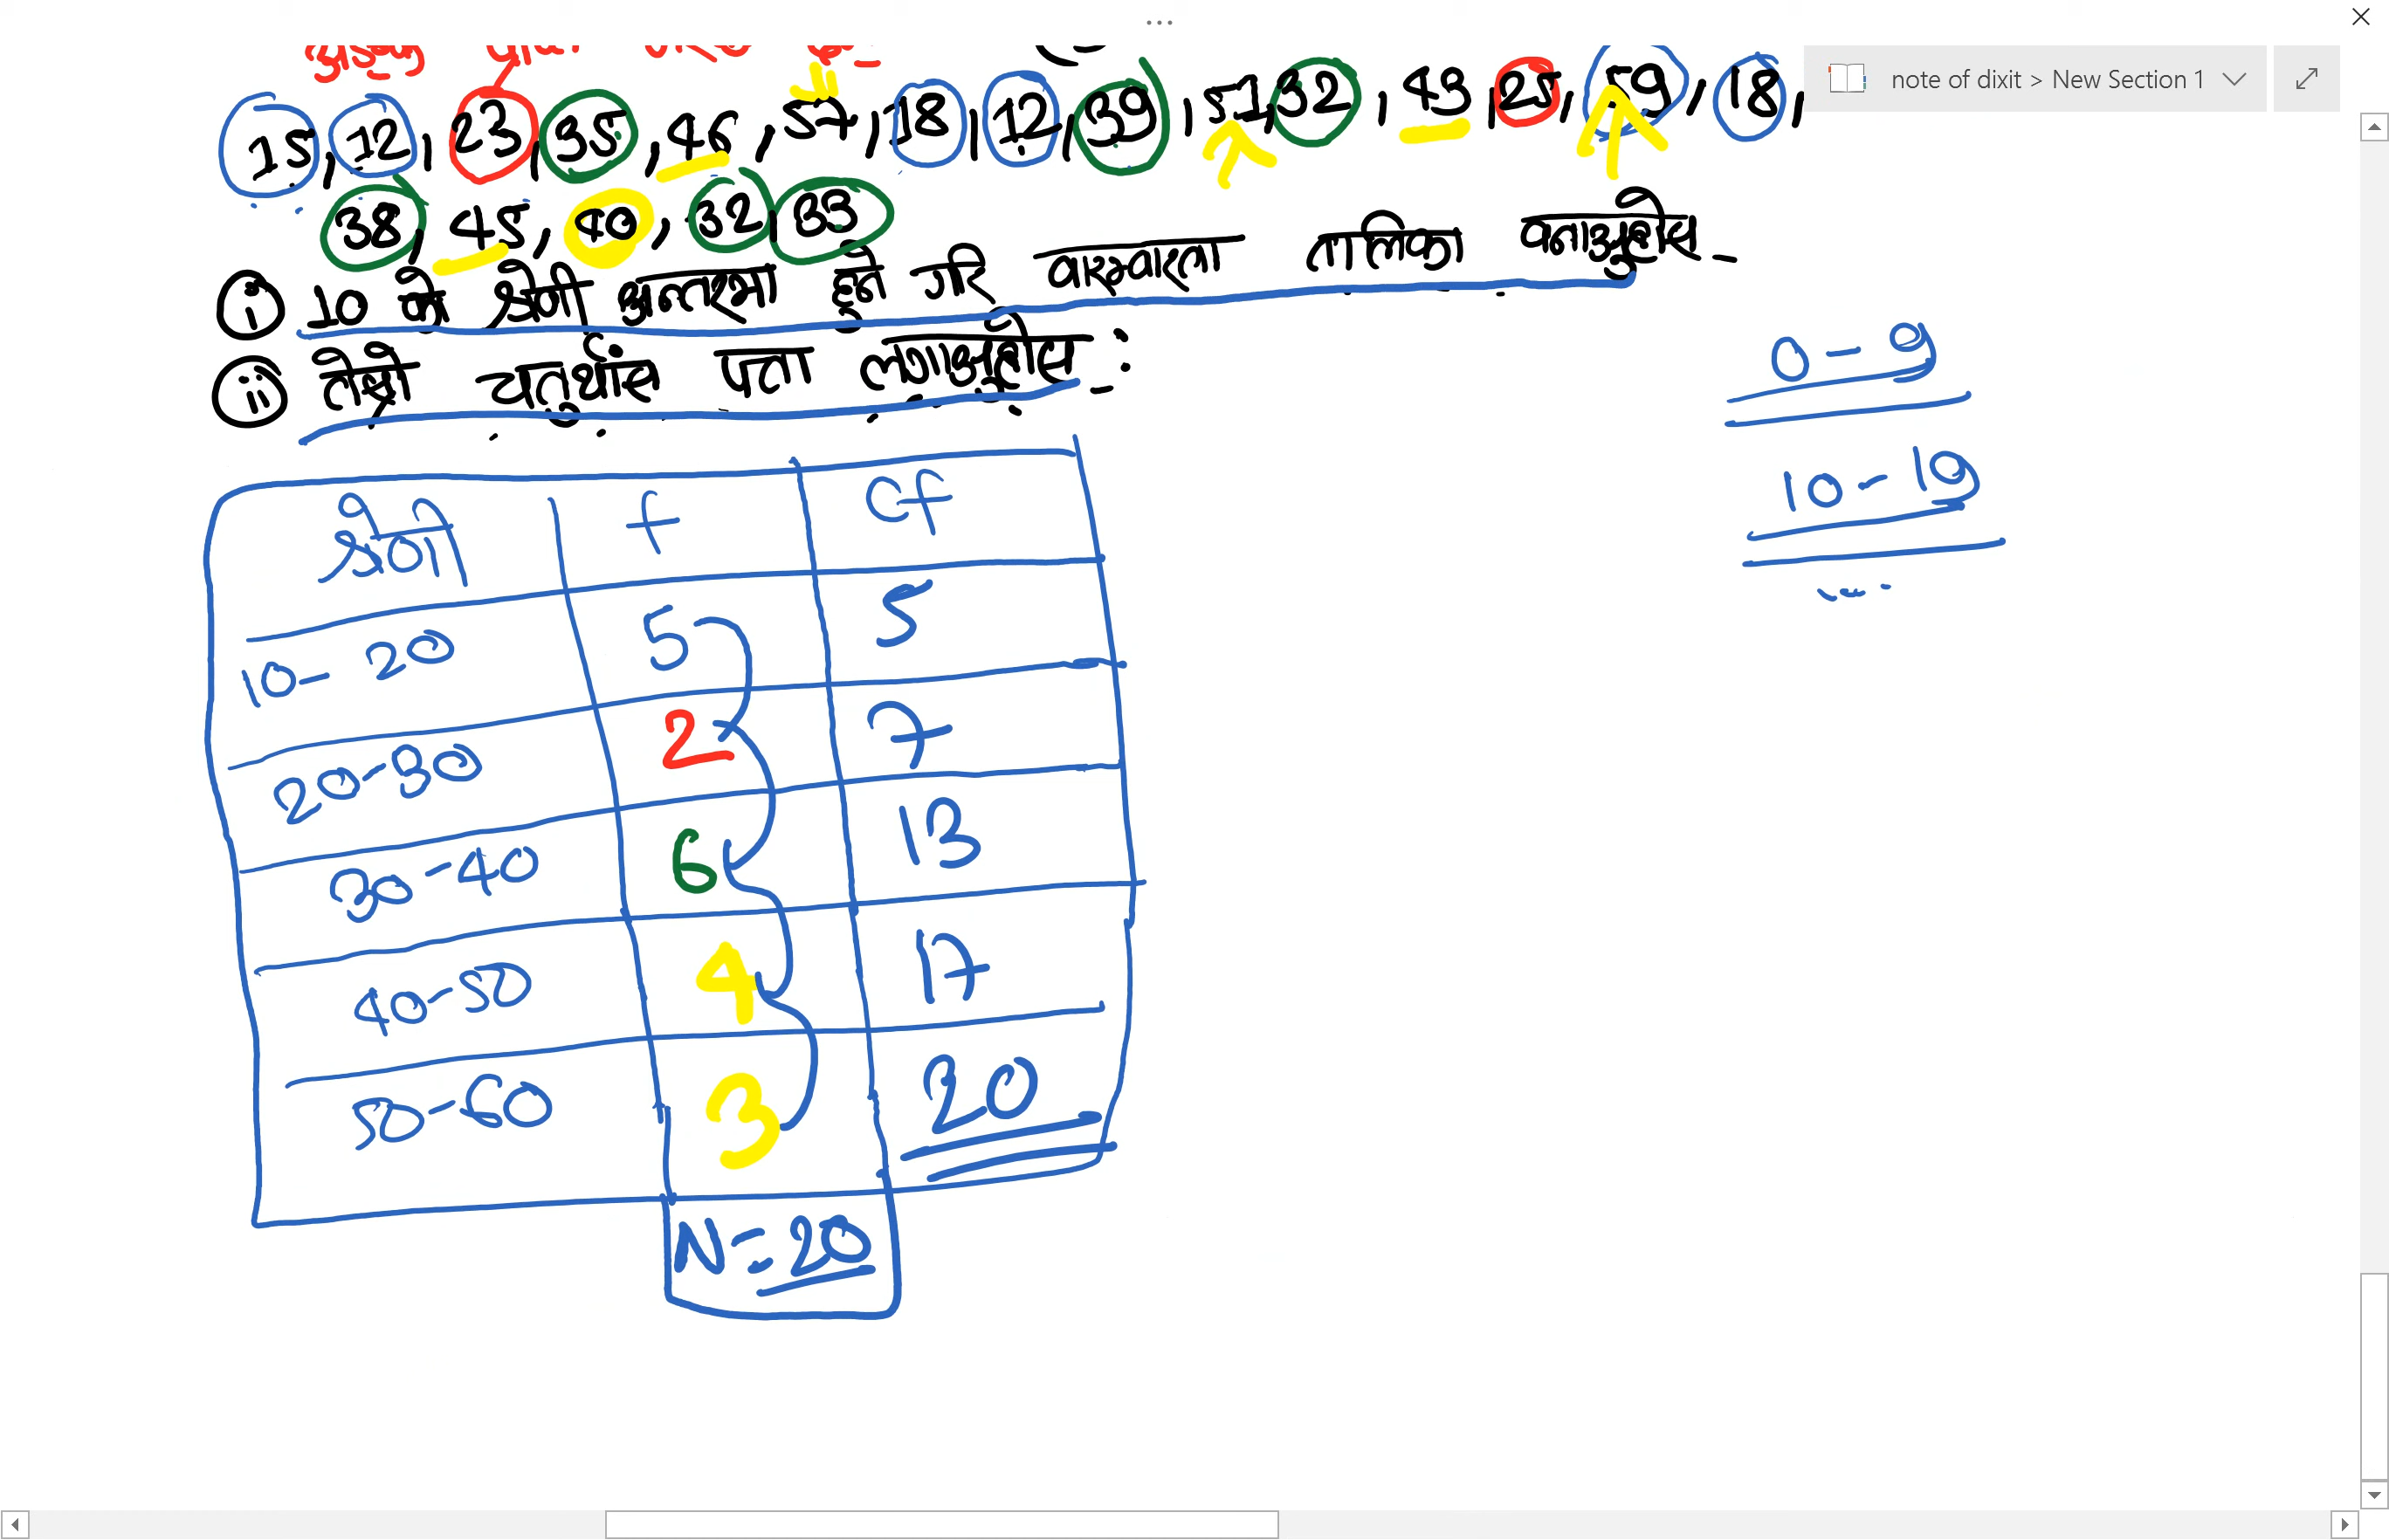 ...
note of dixit > New Section 1
15, 12, 23, 35, 46, 57, 18, 12, 39, 51, 32, 43, 25, 59, 18,
38, 45, 40, 32, 33
i 10 को श्रेणी अन्तरमा हुने गरि बारम्बारता तालिका बनाउनुहोस -
ii तेस्रो चतुर्थांस पत्ता लगाउनुहोस :
0 - 9
10 - 19
श्रेणी f cf
10 - 20 5 5
20 - 30 2 7
30 - 40 6 13
40 - 50 4 17
50 - 60 3 20
N = 20